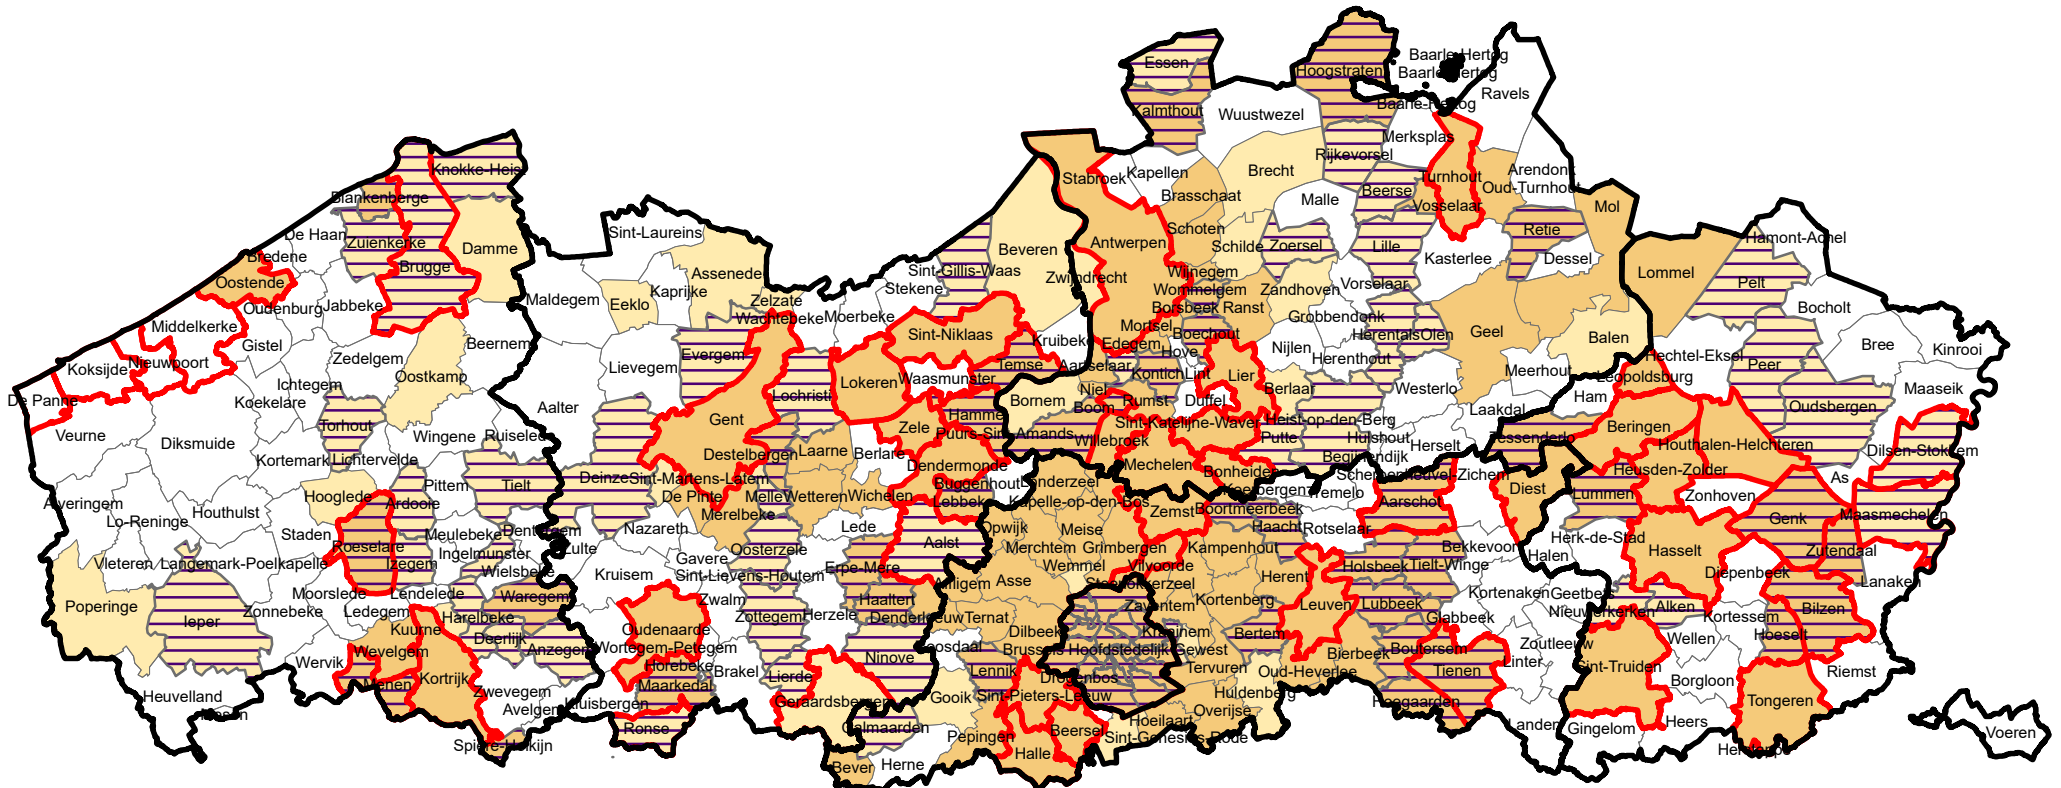 Baarle-Hertog
Essen
Hoogstraten
Baarle-Hertog
Ravels
Kalmthout
Wuustwezel
Baarle-Hertog
Merksplas
Rijkevorsel
Knokke-Heist
Stabroek
Kapellen
Brecht
Arendonk
Turnhout
Oud-Turnhout
Blankenberge
Brasschaat
Malle
Beerse
Vosselaar
Mol
De Haan
Zuienkerke
Damme
Sint-Laureins
Beveren
Antwerpen
Schoten
Schilde
Zoersel
Lille
Retie
Hamont-Achel
Bredene
Brugge
Assenede
Sint-Gillis-Waas
Zwijndrecht
Wijnegem
Kasterlee
Dessel
Lommel
Oostende
Stekene
Wommelgem
Zandhoven
Vorselaar
Pelt
Oudenburg
Jabbeke
Maldegem
Eeklo
Kaprijke
Zelzate
Borsbeek
Ranst
Bocholt
Middelkerke
Wachtebeke
Moerbeke
Sint-Niklaas
Mortsel
Boechout
Grobbendonk
Herentals
Olen
Geel
Balen
Gistel
Zedelgem
Beernem
Evergem
Kruibeke
Edegem
Hove
Nijlen
Herenthout
Hechtel-Eksel
Bree
Kinrooi
Koksijde
Nieuwpoort
Lievegem
Temse
Aartselaar
Kontich
Lint
Lier
Peer
Ichtegem
Oostkamp
Lokeren
Waasmunster
Meerhout
Leopoldsburg
De Panne
Koekelare
Lochristi
Bornem
Niel
Boom
Rumst
Duffel
Berlaar
Westerlo
Ham
Maaseik
Aalter
Hamme
Laakdal
Oudsbergen
Torhout
Gent
Zele
Puurs-Sint-Amands
Sint-Katelijne-Waver
Heist-op-den-Berg
Veurne
Diksmuide
Wingene
Ruiselede
Willebroek
Putte
Hulshout
Herselt
Tessenderlo
Beringen
Houthalen-Helchteren
Kortemark
Lichtervelde
Destelbergen
Laarne
Berlare
Dendermonde
Mechelen
Bonheiden
Begijnendijk
Dilsen-Stokkem
Deinze
Sint-Martens-Latem
Scherpenheuvel-Zichem
Heusden-Zolder
As
Pittem
Tielt
Buggenhout
Londerzeel
Keerbergen
Tremelo
Diest
Lummen
Zonhoven
Alveringem
Hooglede
Ardooie
De Pinte
Melle
Wetteren
Wichelen
Lebbeke
Kapelle-op-den-Bos
Aarschot
Houthulst
Merelbeke
Zemst
Boortmeerbeek
Genk
Maasmechelen
Lo-Reninge
Staden
Meulebeke
Dentergem
Nazareth
Lede
Opwijk
Meise
Haacht
Rotselaar
Herk-de-Stad
Roeselare
Ingelmunster
Zulte
Oosterzele
Aalst
Merchtem
Grimbergen
Kampenhout
Bekkevoort
Halen
Hasselt
Zutendaal
Vleteren
Langemark-Poelkapelle
Izegem
Wielsbeke
Gavere
Erpe-Mere
Wemmel
Vilvoorde
Holsbeek
Tielt-Winge
Diepenbeek
Kruisem
Sint-Lievens-Houtem
Affligem
Asse
Steenokkerzeel
Herent
Lanaken
Poperinge
Moorslede
Lendelede
Waregem
Zwalm
Haaltert
Zaventem
Kortenberg
Leuven
Lubbeek
Kortenaken
Geetbets
Alken
Bilzen
Zonnebeke
Ledegem
Harelbeke
Zottegem
Herzele
Denderleeuw
Ternat
Glabbeek
Nieuwerkerken
Kortessem
Ieper
Kuurne
Deerlijk
Oudenaarde
Dilbeek
Kraainem
Bertem
Wellen
Hoeselt
Wevelgem
Anzegem
Wortegem-Petegem
Roosdaal
Brussels Hoofdstedelijk Gewest
Bierbeek
Boutersem
Zoutleeuw
Wervik
Horebeke
Brakel
Ninove
Lennik
Tervuren
Oud-Heverlee
Tienen
Linter
Sint-Truiden
Riemst
Menen
Kortrijk
Maarkedal
Lierde
Drogenbos
Borgloon
Heuvelland
Zwevegem
Kluisbergen
Geraardsbergen
Gooik
Sint-Pieters-Leeuw
Huldenberg
Hoegaarden
Tongeren
Mesen
Avelgem
Ronse
Galmaarden
Hoeilaart
Overijse
Landen
Gingelom
Heers
Spiere-Helkijn
Pepingen
Beersel
Sint-Genesius-Rode
Voeren
Bever
Herne
Halle
Herstappe